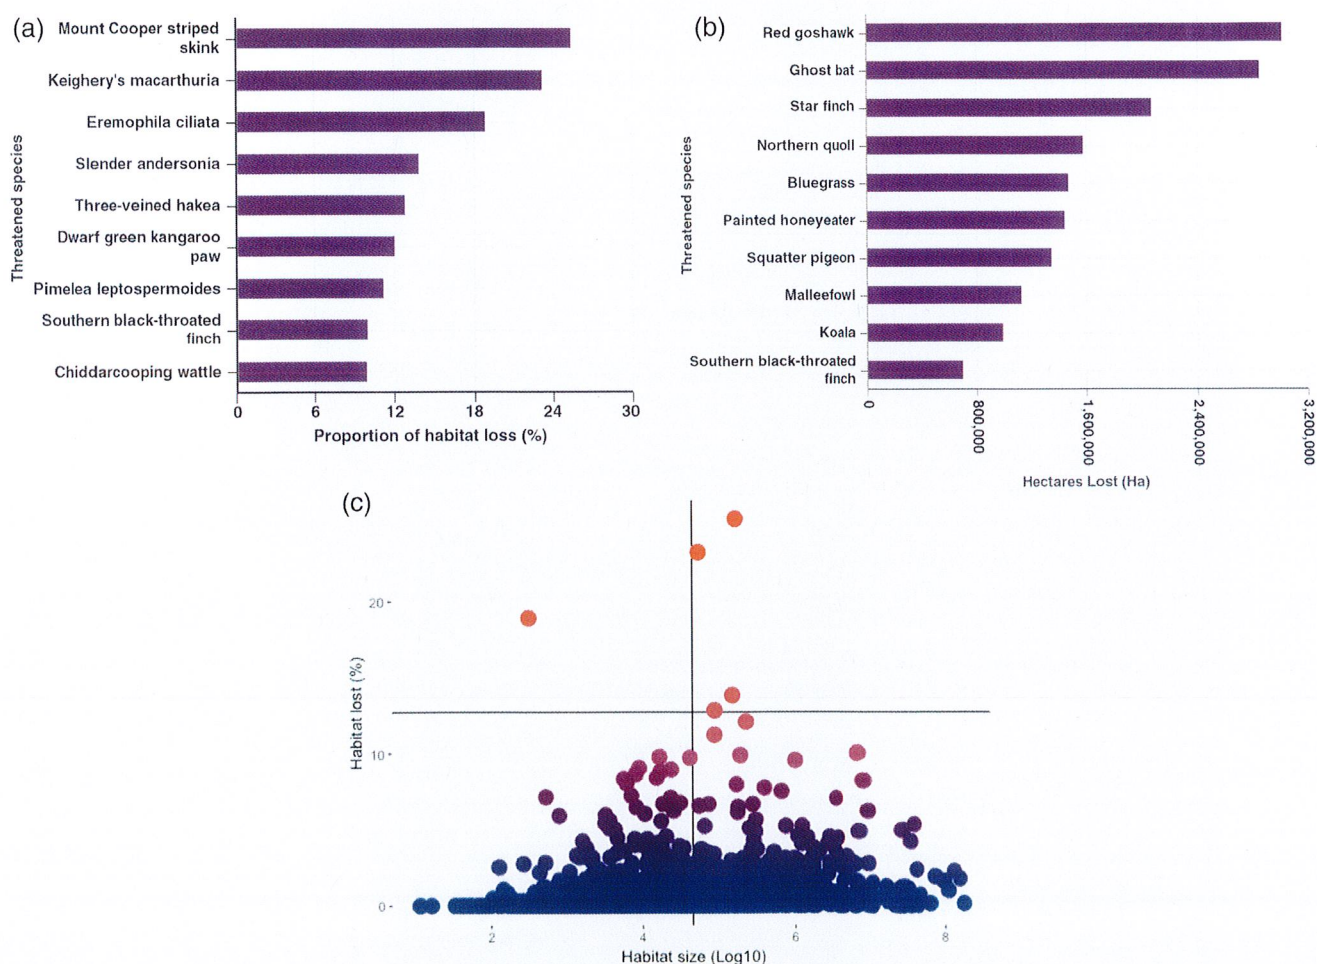 (a)
Mount Cooper striped
skink
Keighery's macarthuria
Eremophila ciliata
Slender andersonia
Three-veined hakea
Dwarf green kangaroo
paw
Pimelea leptospermoides
Southern black-throated
finch
Chiddarcooping wattle
Threatened species
0 6 12 18 24 30
Proportion of habitat loss (%)
(b)
Red goshawk
Ghost bat
Star finch
Northern quoll
Bluegrass
Painted honeyeater
Squatter pigeon
Malleefowl
Koala
Southern black-throated
finch
Threatened species
0 800,000 1,600,000 2,400,000 3,200,000
Hectares Lost (Ha)
(c)
20
10
0
Habitat lost (%)
2 4 6 8
Habitat size (Log10)